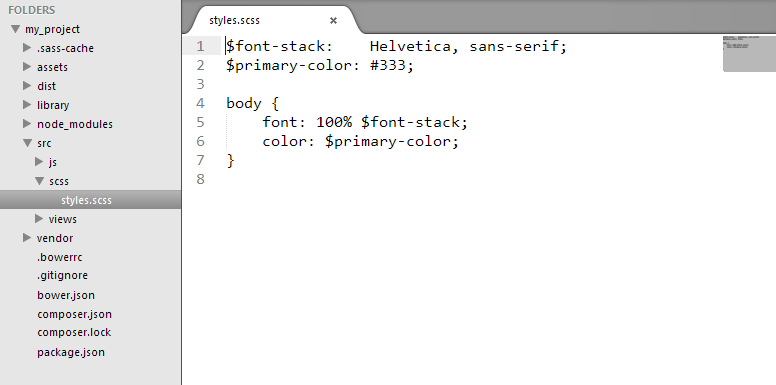 FOLDERS
my_project
.sass-cache
assets
dist
library
node_modules
src
js
scss
styles.scss
views
vendor
.bowerrc
.gitignore
bower.json
composer.json
composer.lock
package.json
styles.scss ×
1 $font-stack:    Helvetica, sans-serif;
2 $primary-color: #333;
3
4 body {
5     font: 100% $font-stack;
6     color: $primary-color;
7 }
8